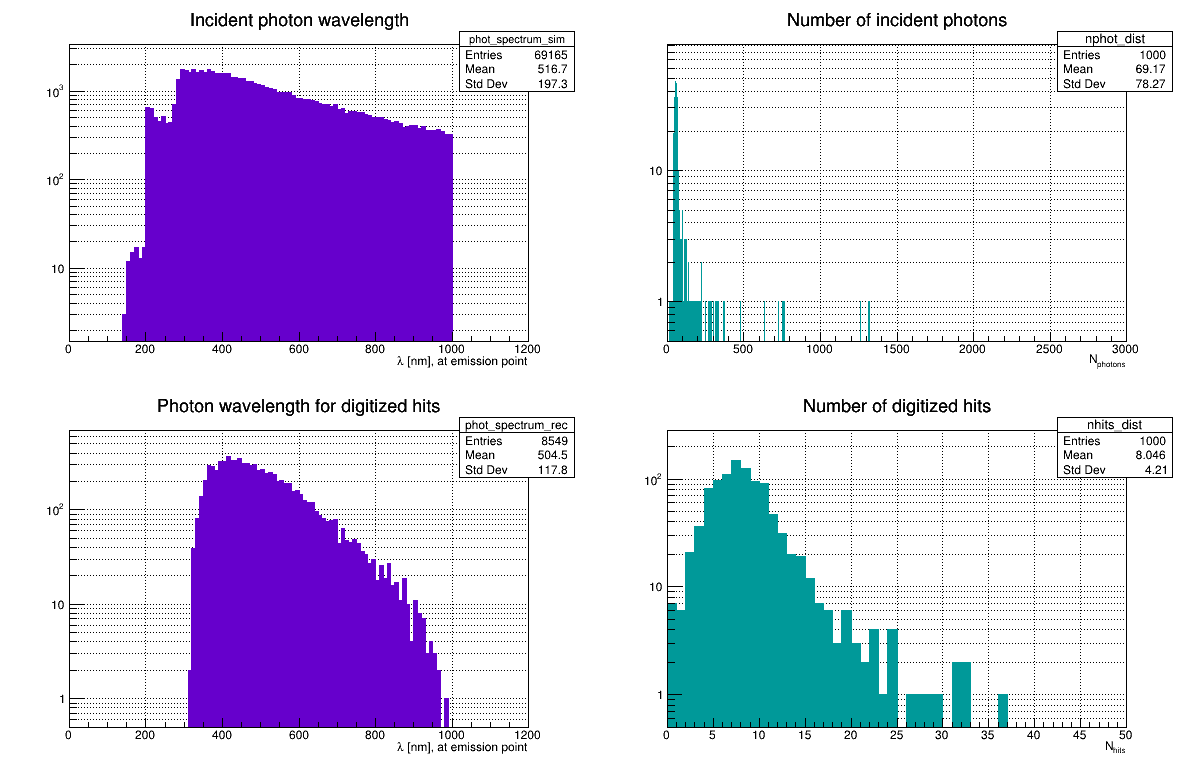 Incident photon wavelength
phot_spectrum_sim
Entries 69165
Mean 516.7
Std Dev 197.3
10³
10²
10
0 200 400 600 800 1000 1200
λ [nm], at emission point
Number of incident photons
nphot_dist
Entries 1000
Mean 69.17
Std Dev 78.27
10
1
0 500 1000 1500 2000 2500 3000
N_photons
Photon wavelength for digitized hits
phot_spectrum_rec
Entries 8549
Mean 504.5
Std Dev 117.8
10²
10
1
0 200 400 600 800 1000 1200
λ [nm], at emission point
Number of digitized hits
nhits_dist
Entries 1000
Mean 8.046
Std Dev 4.21
10²
10
1
0 5 10 15 20 25 30 35 40 45 50
N_hits